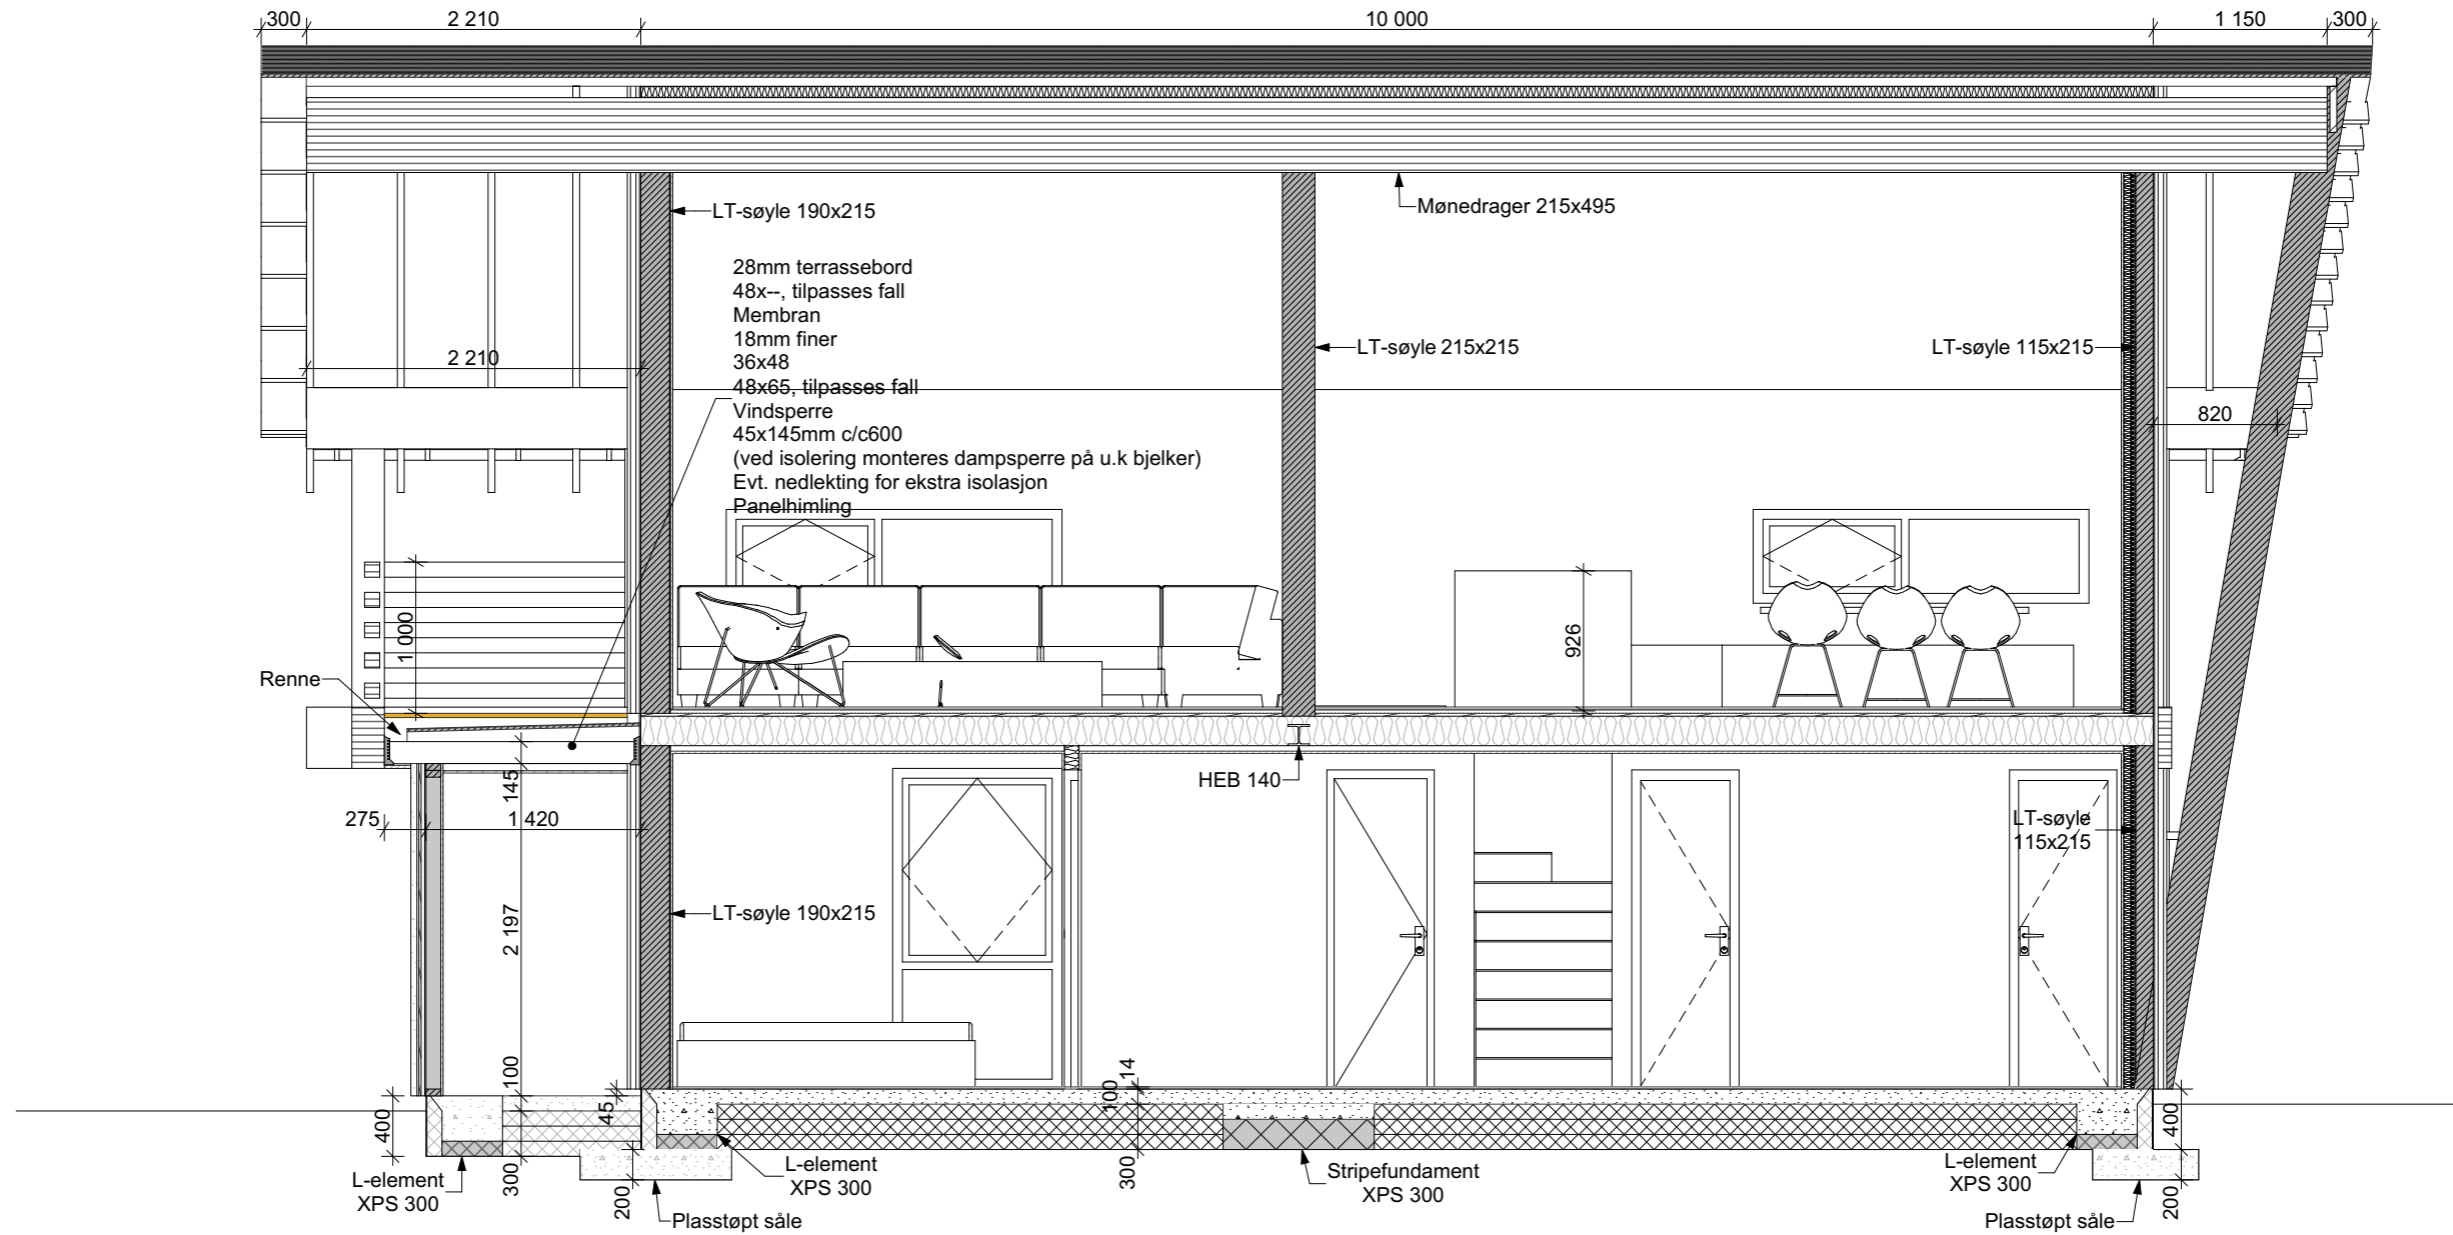 300
2 210
10 000
1 150
300
LT-søyle 190x215
Mønedrager 215x495
28mm terrassebord
48x--, tilpasses fall
Membran
18mm finer
36x48
48x65, tilpasses fall
Vindsperre
45x145mm c/c600
(ved isolering monteres dampsperre på u.k bjelker)
Evt. nedlekting for ekstra isolasjon
Panelhimling
2 210
LT-søyle 215x215
LT-søyle 115x215
820
1 000
926
Renne
HEB 140
145
275
1 420
LT-søyle
115x215
LT-søyle 190x215
2 197
100
14
100
45
400
400
L-element
XPS 300
300
200
L-element
XPS 300
Plasstøpt såle
300
Stripefundament
XPS 300
L-element
XPS 300
200
Plasstøpt såle